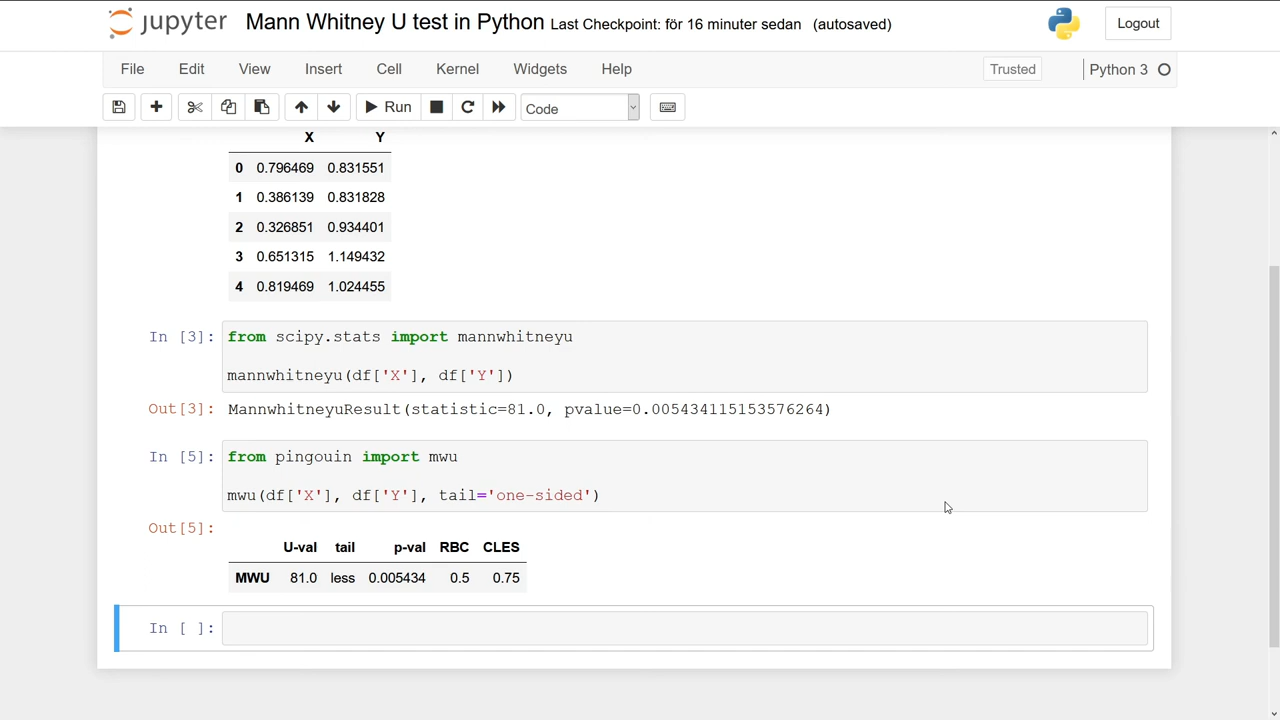 jupyter Mann Whitney U test in Python Last Checkpoint: för 16 minuter sedan (autosaved) Logout
File Edit View Insert Cell Kernel Widgets Help Trusted Python 3
Run Code
X Y
0 0.796469 0.831551
1 0.386139 0.831828
2 0.326851 0.934401
3 0.651315 1.149432
4 0.819469 1.024455
In [3]: from scipy.stats import mannwhitneyu
mannwhitneyu(df['X'], df['Y'])
Out[3]: MannwhitneyuResult(statistic=81.0, pvalue=0.005434115153576264)
In [5]: from pingouin import mwu
mwu(df['X'], df['Y'], tail='one-sided')
Out[5]:
U-val tail p-val RBC CLES
MWU 81.0 less 0.005434 0.5 0.75
In [ ]: